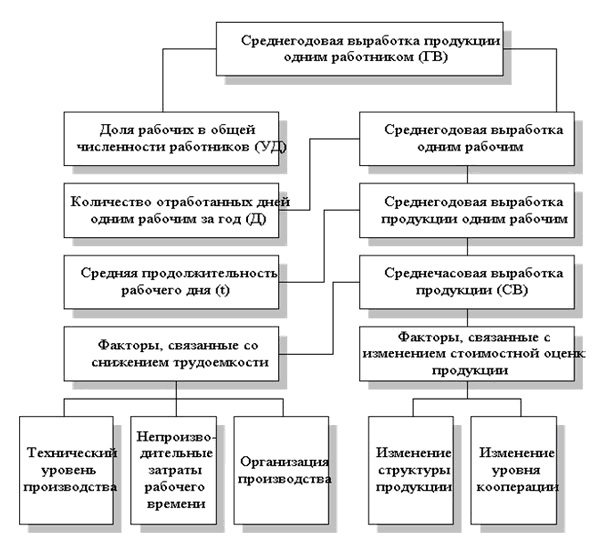 Среднегодовая выработка продукции
одним работником (ГВ)
Доля рабочих в общей
численности работников (УД)
Среднегодовая выработка
одним рабочим
Количество отработанных дней
одним рабочим за год (Д)
Среднегодовая выработка
продукции одним рабочим
Средняя продолжительность
рабочего дня (t)
Среднечасовая выработка
продукции (СВ)
Факторы, связанные со
снижением трудоемкости
Факторы, связанные с
изменением стоимостной оценк
продукции
Технический
уровень
производства
Непроизво-
дительные
затраты
рабочего
времени
Организация
производства
Изменение
структуры
продукции
Изменение
уровня
кооперации